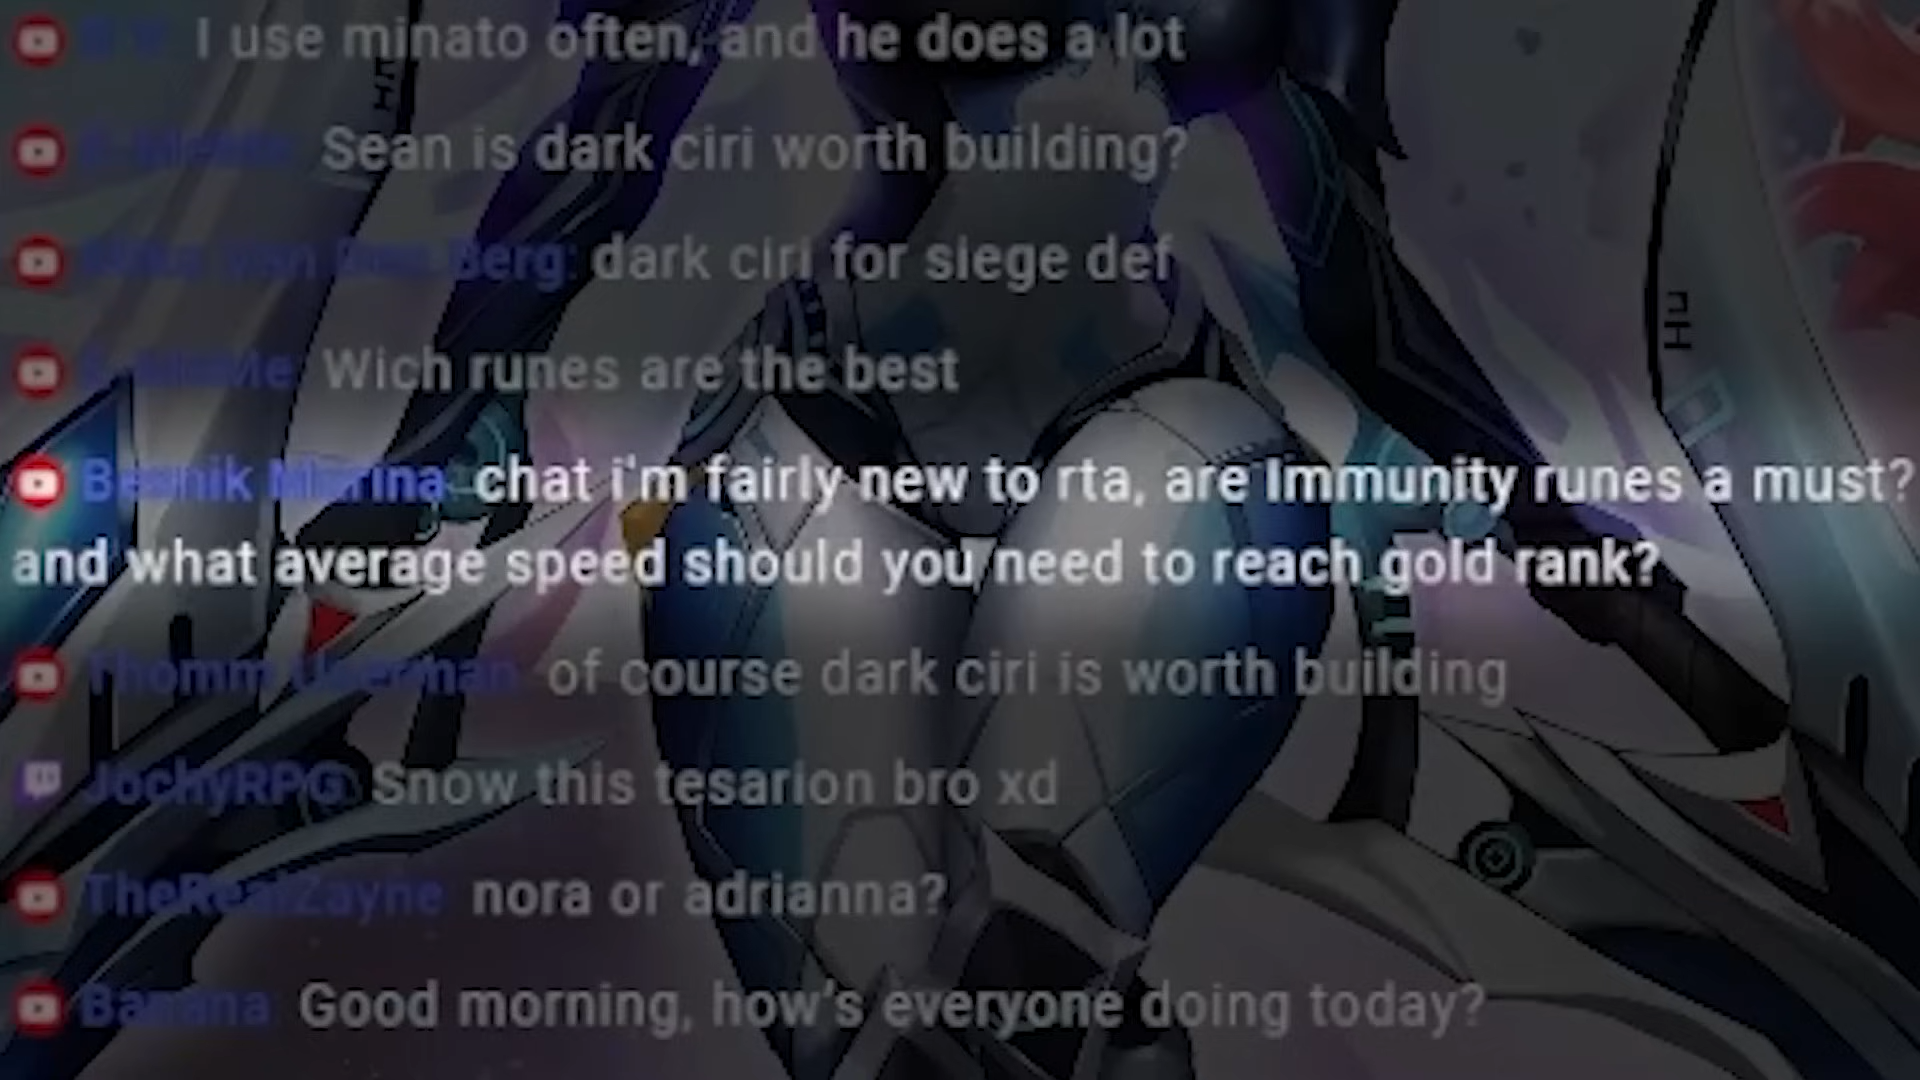 I use minato often, and he does a lot
Sean is dark ciri worth building?
Berg: dark ciri for siege def
Wich runes are the best
chat i'm fairly new to rta, are Immunity runes a must?
and what average speed should you need to reach gold rank?
of course dark ciri is worth building
JochyRPG Snow this tesarion bro xd
TheRealZayne nora or adrianna?
Banana Good morning, how's everyone doing today?